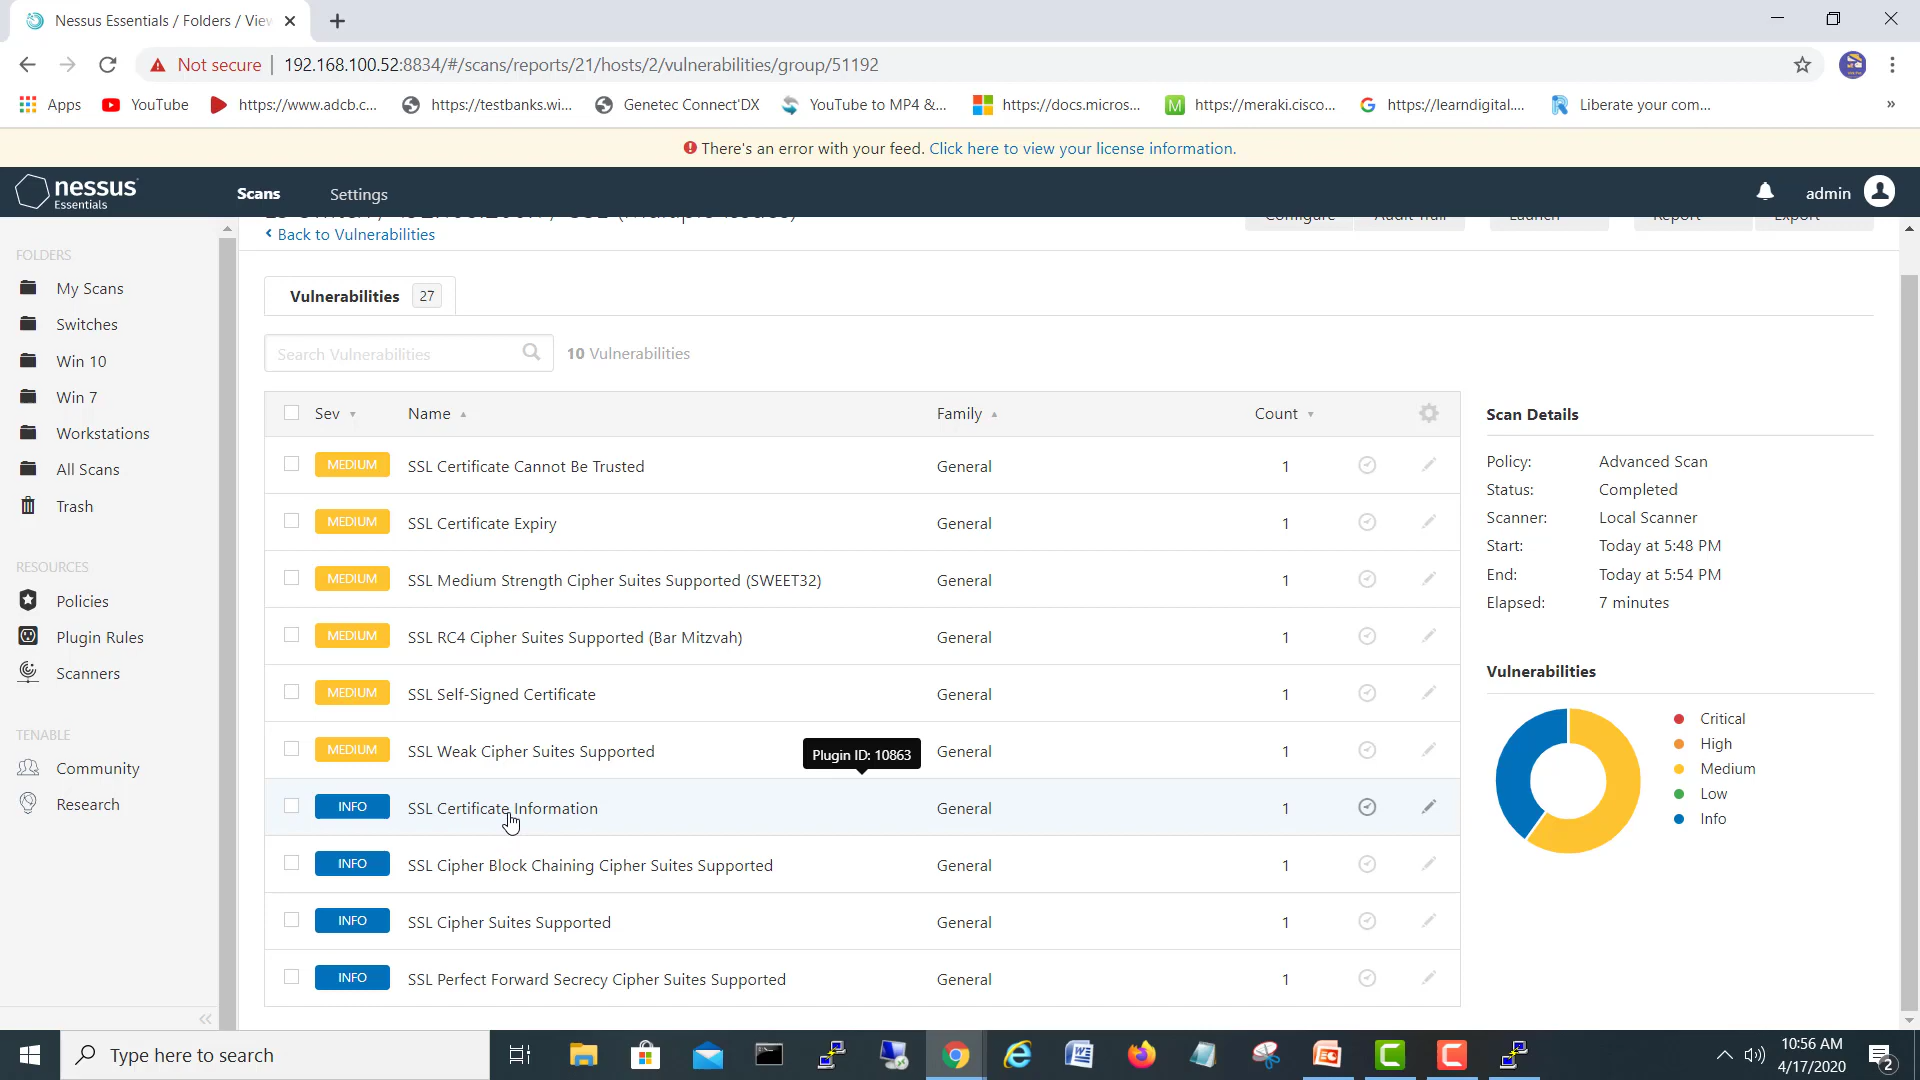 Nessus Essentials / Folders / View
Not secure | 192.168.100.52:8834/#/scans/reports/21/hosts/2/vulnerabilities/group/51192
Apps YouTube https://www.adcb.c... https://testbanks.wi... Genetec Connect'DX YouTube to MP4 &... https://docs.micros... https://meraki.cisco... https://learndigital.... Liberate your com... »
There's an error with your feed. Click here to view your license information.
nessus Essentials Scans Settings admin
Configure Audit Trail Launch Report Export
Back to Vulnerabilities
FOLDERS
My Scans
Switches
Win 10
Win 7
Workstations
All Scans
Trash
RESOURCES
Policies
Plugin Rules
Scanners
TENABLE
Community
Research
Vulnerabilities 27
Search Vulnerabilities 10 Vulnerabilities
Sev Name Family Count
MEDIUM SSL Certificate Cannot Be Trusted General 1
MEDIUM SSL Certificate Expiry General 1
MEDIUM SSL Medium Strength Cipher Suites Supported (SWEET32) General 1
MEDIUM SSL RC4 Cipher Suites Supported (Bar Mitzvah) General 1
MEDIUM SSL Self-Signed Certificate General 1
MEDIUM SSL Weak Cipher Suites Supported General 1
Plugin ID: 10863
INFO SSL Certificate Information General 1
INFO SSL Cipher Block Chaining Cipher Suites Supported General 1
INFO SSL Cipher Suites Supported General 1
INFO SSL Perfect Forward Secrecy Cipher Suites Supported General 1
Scan Details
Policy: Advanced Scan
Status: Completed
Scanner: Local Scanner
Start: Today at 5:48 PM
End: Today at 5:54 PM
Elapsed: 7 minutes
Vulnerabilities
Critical
High
Medium
Low
Info
Type here to search
10:56 AM
4/17/2020
2